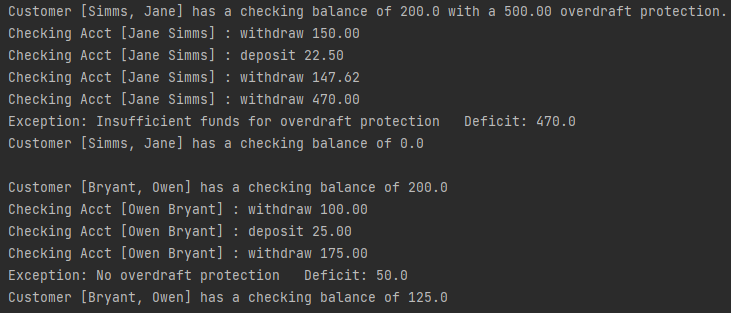 Customer [Simms, Jane] has a checking balance of 200.0 with a 500.00 overdraft protection.
Checking Acct [Jane Simms] : withdraw 150.00
Checking Acct [Jane Simms] : deposit 22.50
Checking Acct [Jane Simms] : withdraw 147.62
Checking Acct [Jane Simms] : withdraw 470.00
Exception: Insufficient funds for overdraft protection   Deficit: 470.0
Customer [Simms, Jane] has a checking balance of 0.0

Customer [Bryant, Owen] has a checking balance of 200.0
Checking Acct [Owen Bryant] : withdraw 100.00
Checking Acct [Owen Bryant] : deposit 25.00
Checking Acct [Owen Bryant] : withdraw 175.00
Exception: No overdraft protection   Deficit: 50.0
Customer [Bryant, Owen] has a checking balance of 125.0